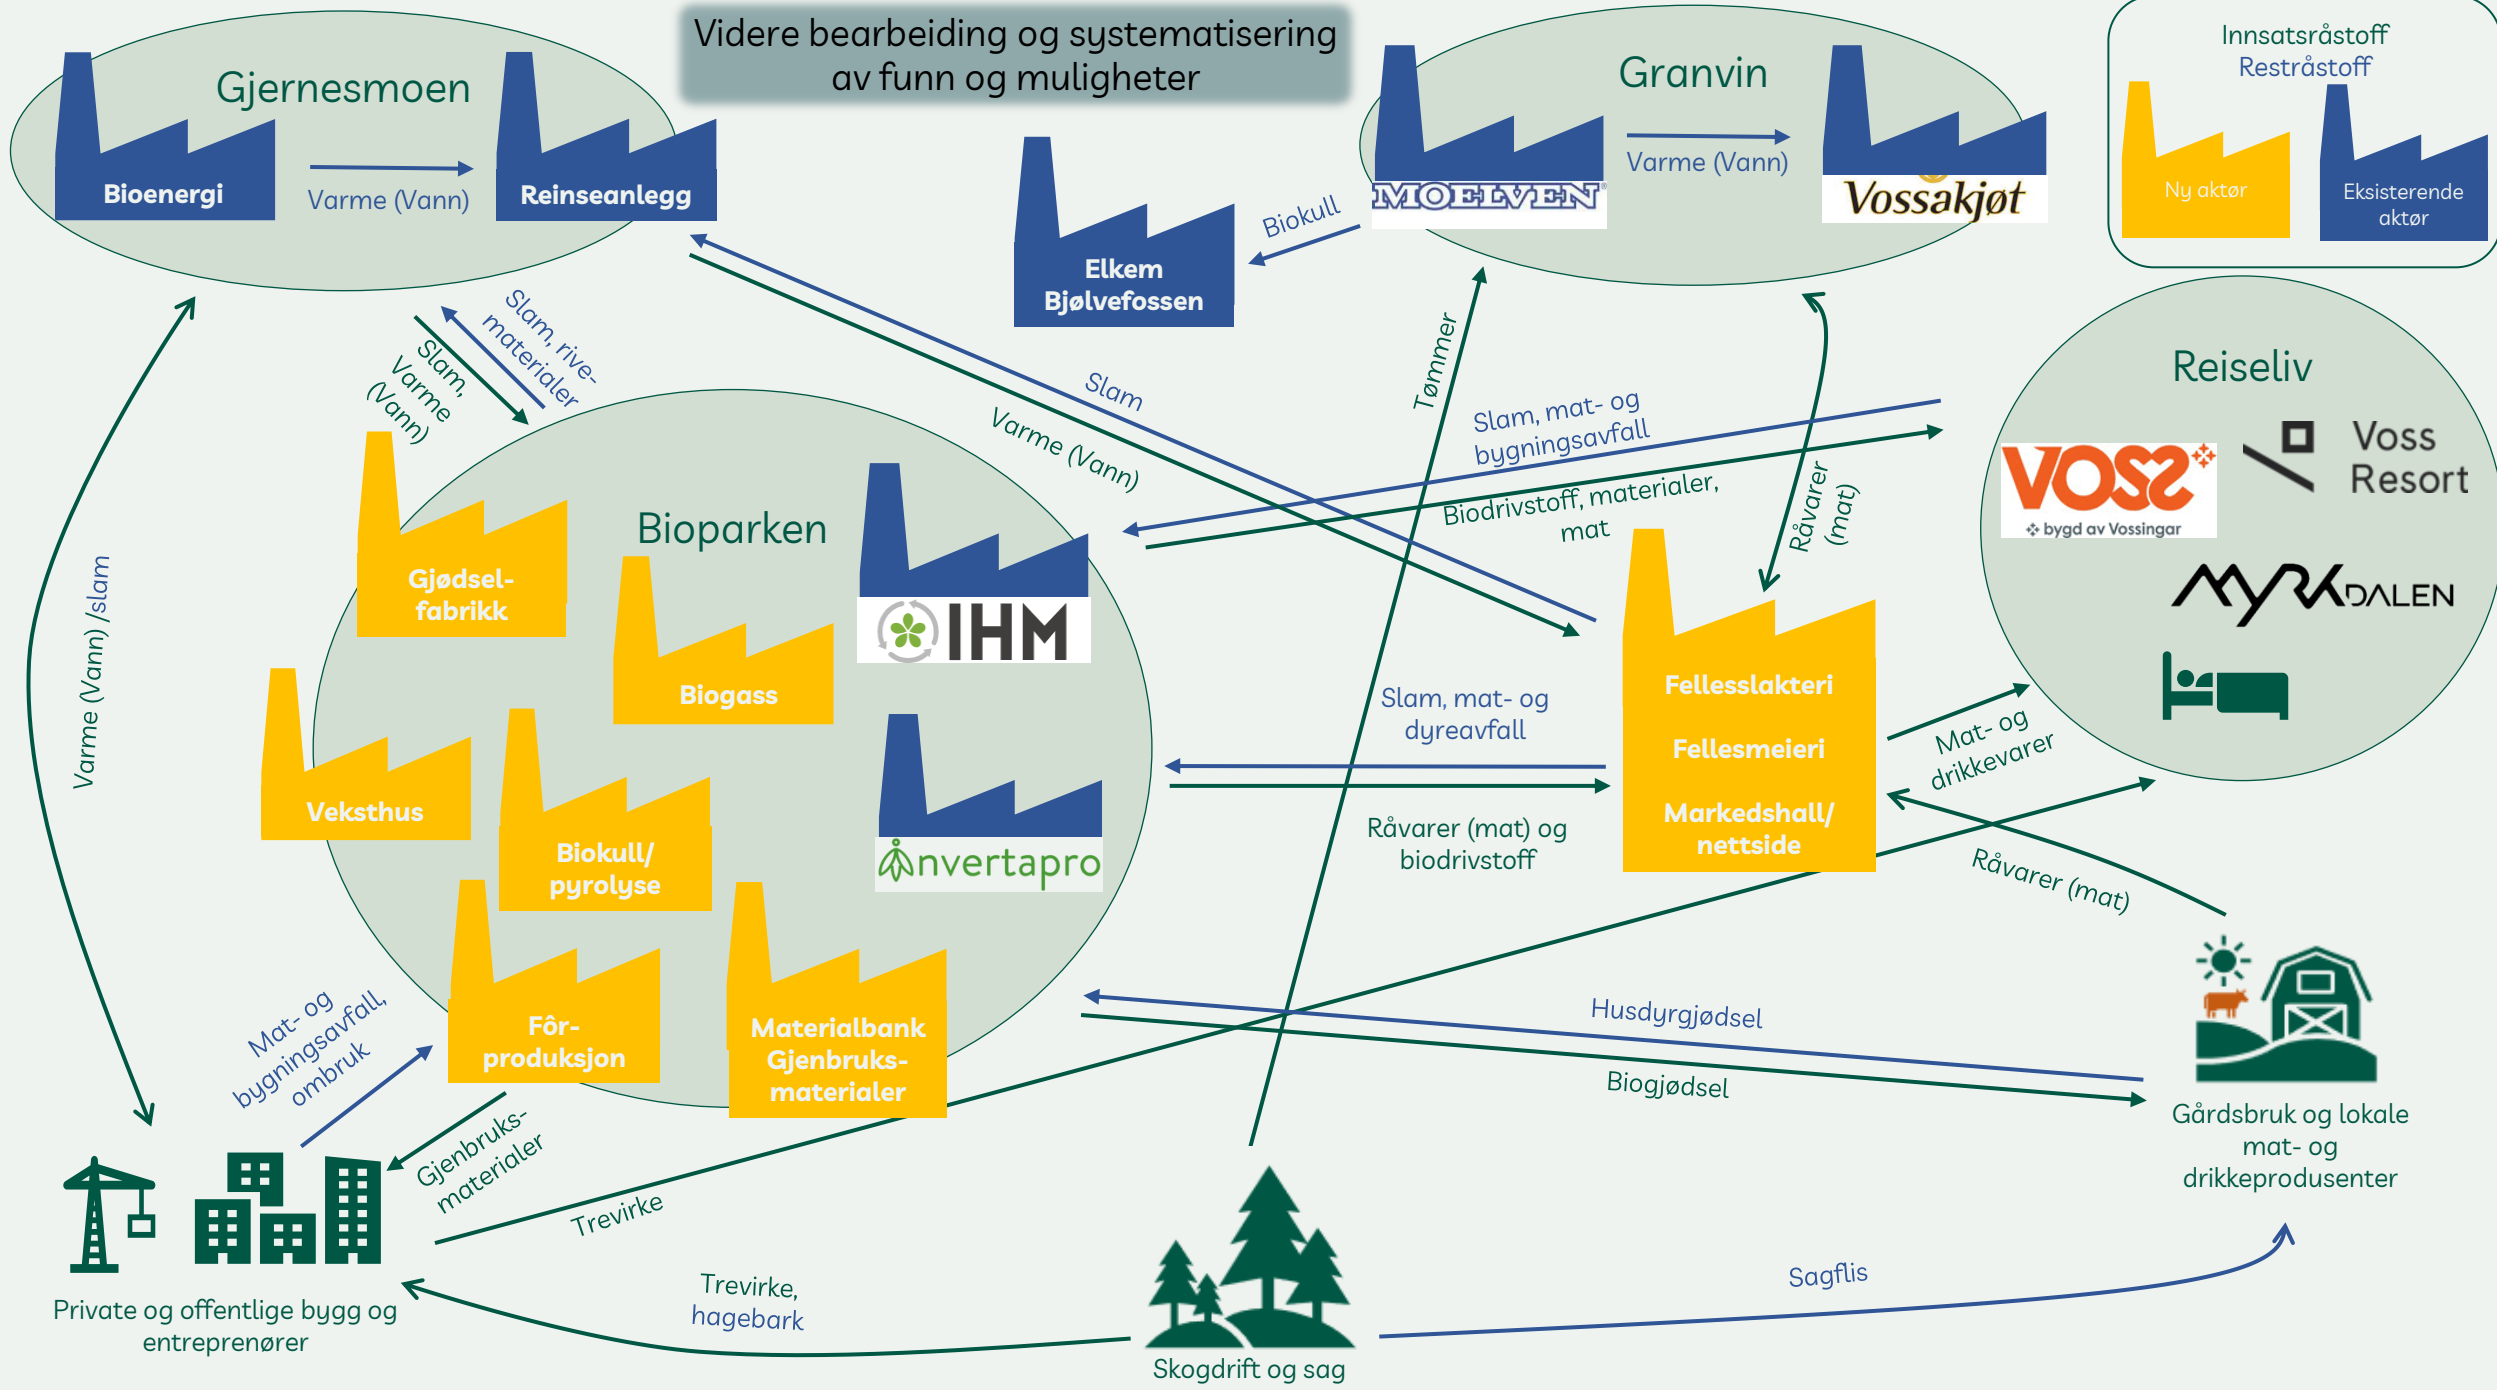 Videre bearbeiding og systematisering
av funn og muligheter
Gjernesmoen
Bioenergi
Varme (Vann)
Reinseanlegg
Granvin
MOELVEN®
Varme (Vann)
Vossakjøt
Innsatsråstoff
Restråstoff
Ny aktør
Eksisterende
aktør
Biokull
Elkem
Bjølvefossen
Slam, rive-
materialer
Slam,
Varme
(Vann)
Slam
Varme (Vann)
Tømmer
Slam, mat- og
bygningsavfall
Biodrivstoff, materialer,
mat
Råvarer
(mat)
Reiseliv
VOSS
bygd av Vossingar
Voss
Resort
MYRKDALEN
Bioparken
Gjødsel-
fabrikk
Biogass
IHM
Veksthus
Biokull/
pyrolyse
invertapro
Fôr-
produksjon
Materialbank
Gjenbruks-
materialer
Varme (Vann) /slam
Slam, mat- og
dyreavfall
Råvarer (mat) og
biodrivstoff
Fellesslakteri
Fellesmeieri
Markedshall/
nettside
Mat- og
drikkevarer
Råvarer (mat)
Husdyrgjødsel
Biogjødsel
Gårdsbruk og lokale
mat- og
drikkeprodusenter
Mat- og
bygningsavfall,
ombruk
Gjenbruks-
materialer
Trevirke
Private og offentlige bygg og
entreprenører
Trevirke,
hagebark
Skogdrift og sag
Sagflis